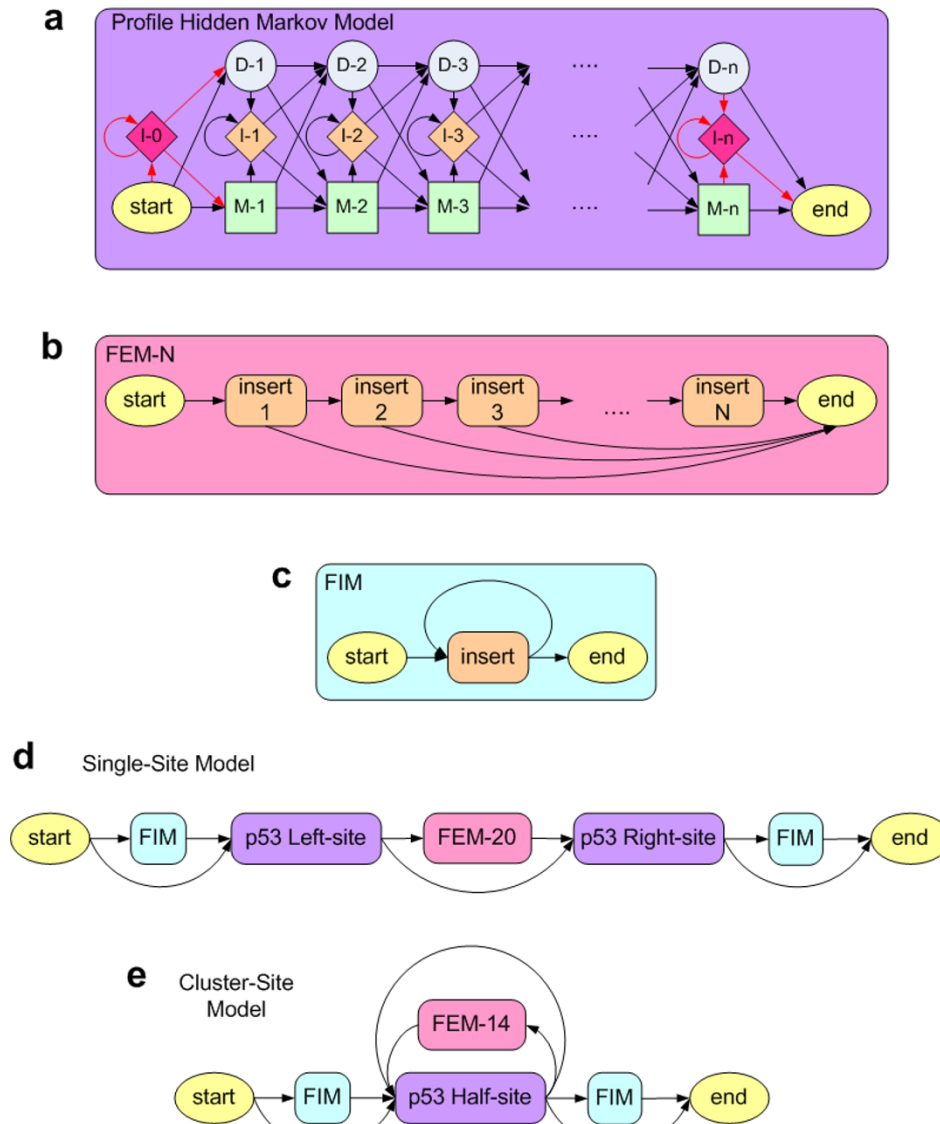 a
Profile Hidden Markov Model
D-1 D-2 D-3 .... D-n
I-0 I-1 I-2 I-3 .... I-n
start M-1 M-2 M-3 .... M-n end
b
FEM-N
start insert 1 insert 2 insert 3 .... insert N end
c
FIM
start insert end
d
Single-Site Model
start FIM p53 Left-site FEM-20 p53 Right-site FIM end
e
Cluster-Site
Model
FEM-14
start FIM p53 Half-site FIM end